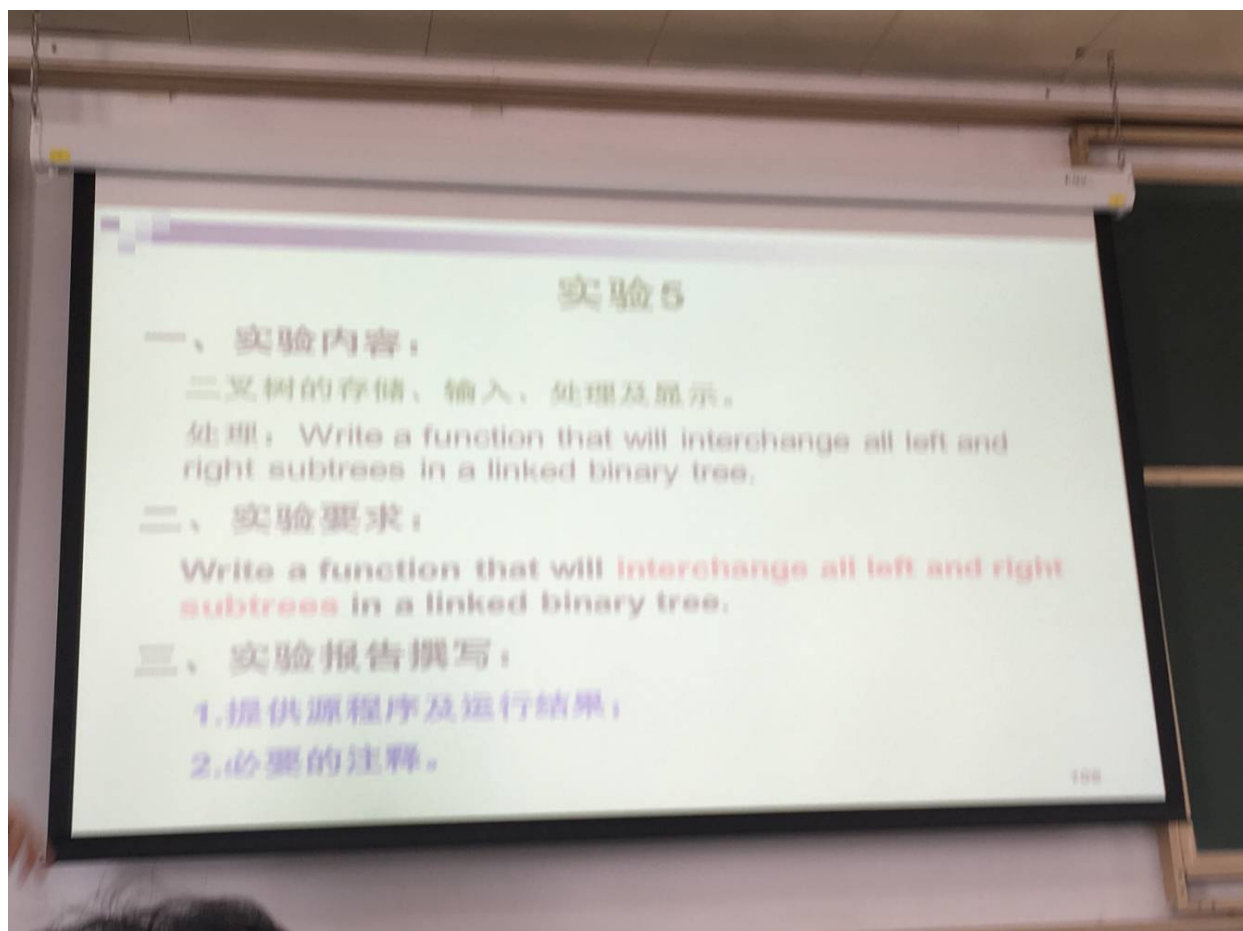 实验5
一、实验内容：
二叉树的存储、输入、处理及显示。
处理：Write a function that will interchange all left and
right subtrees in a linked binary tree.
二、实验要求：
Write a function that will interchange all left and right
subtrees in a linked binary tree.
三、实验报告撰写：
1.提供源程序及运行结果；
2.必要的注释。